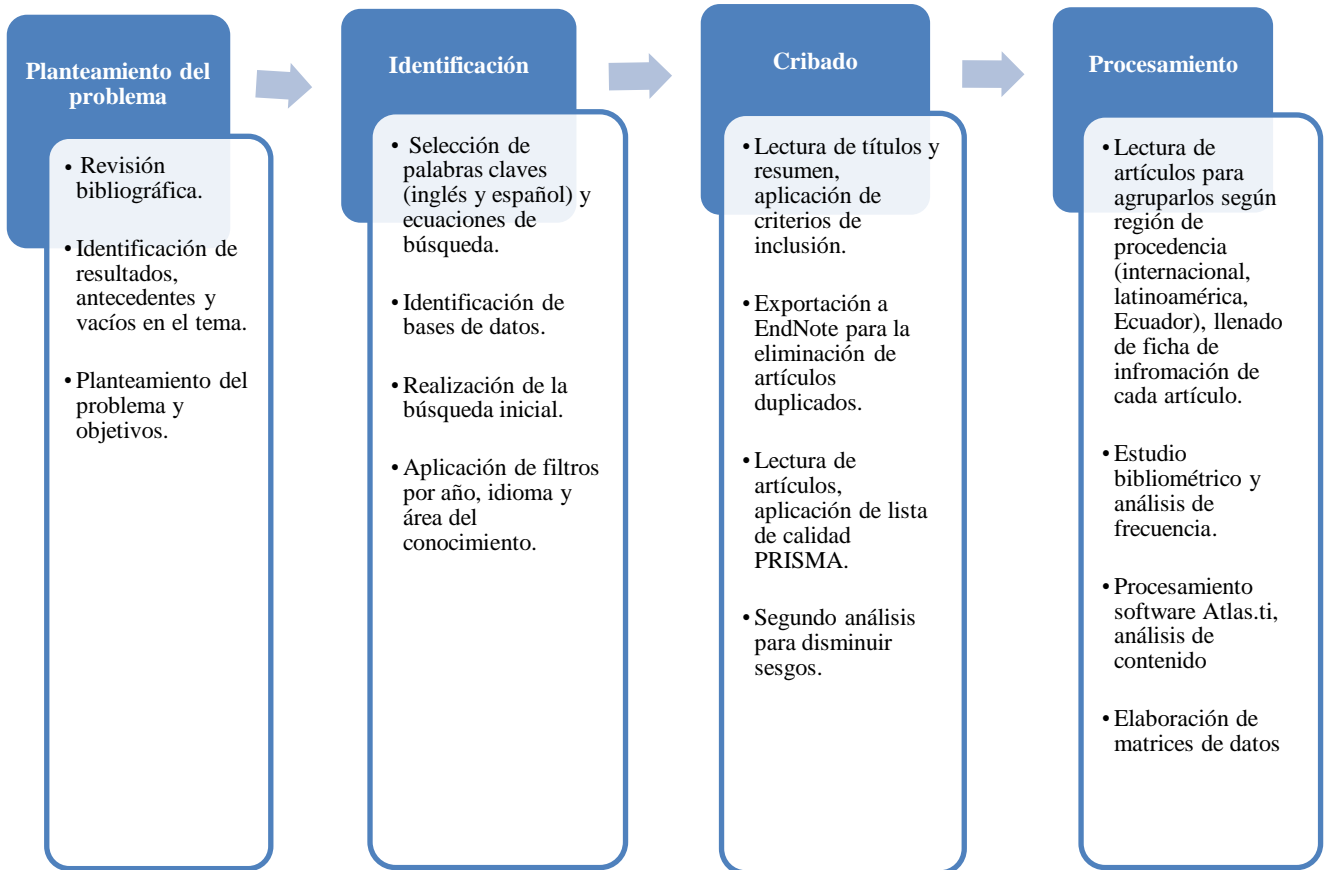 Planteamiento del
problema
• Revisión
bibliográfica.
• Identificación de
resultados,
antecedentes y
vacíos en el tema.
• Planteamiento del
problema y
objetivos.
Identificación
• Selección de
palabras claves
(inglés y español) y
ecuaciones de
búsqueda.
• Identificación de
bases de datos.
• Realización de la
búsqueda inicial.
• Aplicación de filtros
por año, idioma y
área del
conocimiento.
Cribado
• Lectura de títulos y
resumen,
aplicación de
criterios de
inclusión.
• Exportación a
EndNote para la
eliminación de
artículos
duplicados.
• Lectura de
artículos,
aplicación de lista
de calidad
PRISMA.
• Segundo análisis
para disminuir
sesgos.
Procesamiento
• Lectura de
artículos para
agruparlos según
región de
procedencia
(internacional,
latinoamérica,
Ecuador), llenado
de ficha de
infromación de
cada artículo.
• Estudio
bibliométrico y
análisis de
frecuencia.
• Procesamiento
software Atlas.ti,
análisis de
contenido
• Elaboración de
matrices de datos